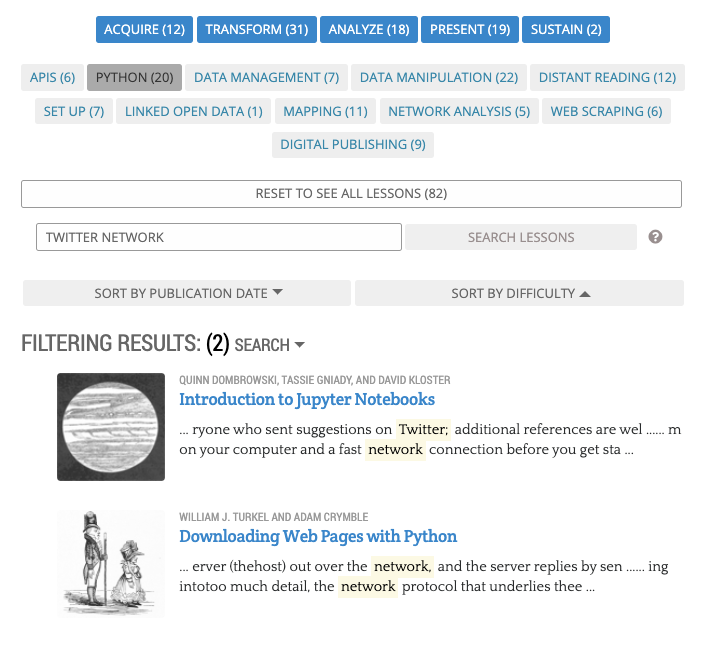 ACQUIRE (12) TRANSFORM (31) ANALYZE (18) PRESENT (19) SUSTAIN (2)
APIS (6) PYTHON (20) DATA MANAGEMENT (7) DATA MANIPULATION (22) DISTANT READING (12)
SET UP (7) LINKED OPEN DATA (1) MAPPING (11) NETWORK ANALYSIS (5) WEB SCRAPING (6)
DIGITAL PUBLISHING (9)
RESET TO SEE ALL LESSONS (82)
TWITTER NETWORK SEARCH LESSONS ?
SORT BY PUBLICATION DATE SORT BY DIFFICULTY
FILTERING RESULTS: (2) SEARCH
QUINN DOMBROWSKI, TASSIE GNIADY, AND DAVID KLOSTER
Introduction to Jupyter Notebooks
... ryone who sent suggestions on Twitter; additional references are wel ...... m
on your computer and a fast network connection before you get sta ...
WILLIAM J. TURKEL AND ADAM CRYMBLE
Downloading Web Pages with Python
... erver (thehost) out over the network, and the server replies by sen ...... ing
intotoo much detail, the network protocol that underlies thee ...